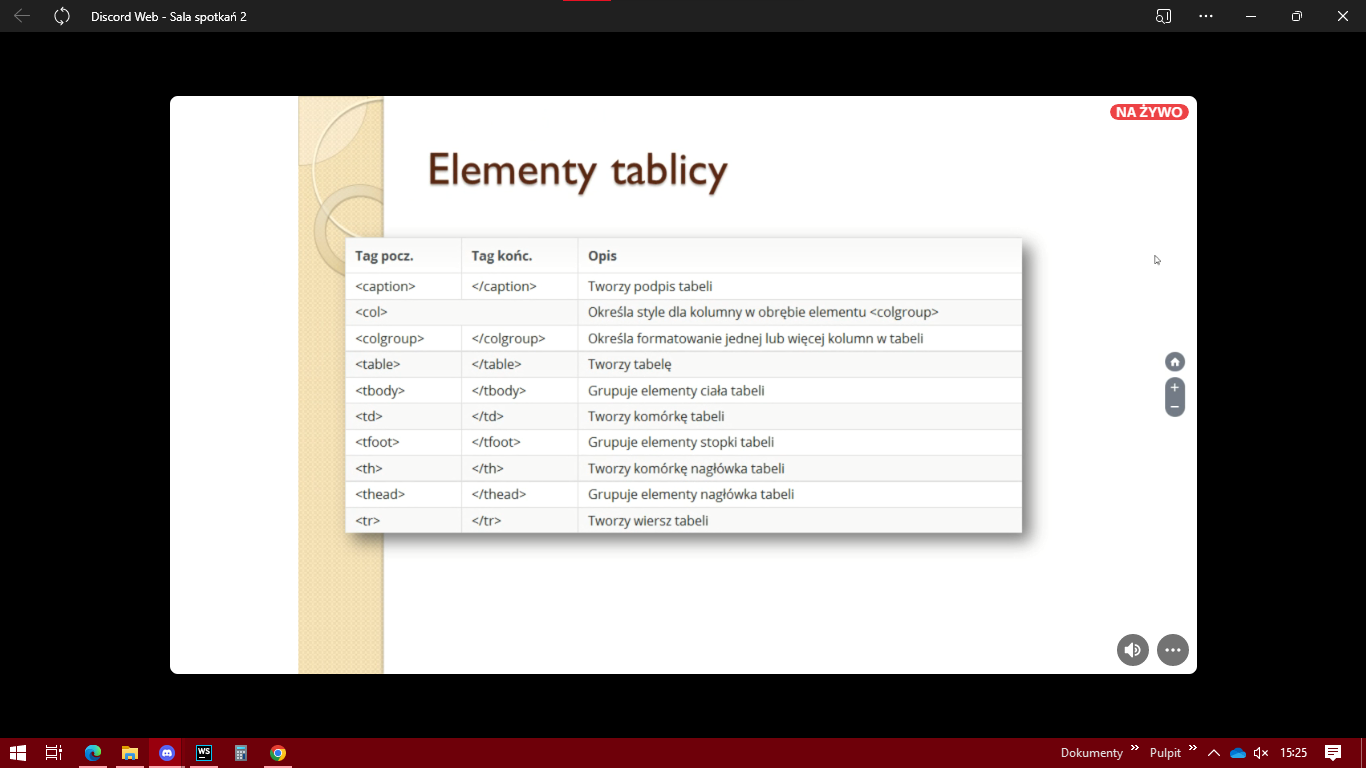 Discord Web - Sala spotkań 2
NA ŻYWO
Elementy tablicy
Tag pocz. Tag końc. Opis
<caption> </caption> Tworzy podpis tabeli
<col> Określa style dla kolumny w obrębie elementu <colgroup>
<colgroup> </colgroup> Określa formatowanie jednej lub więcej kolumn w tabeli
<table> </table> Tworzy tabelę
<tbody> </tbody> Grupuje elementy ciała tabeli
<td> </td> Tworzy komórkę tabeli
<tfoot> </tfoot> Grupuje elementy stopki tabeli
<th> </th> Tworzy komórkę nagłówka tabeli
<thead> </thead> Grupuje elementy nagłówka tabeli
<tr> </tr> Tworzy wiersz tabeli
WS Dokumenty » Pulpit » 15:25